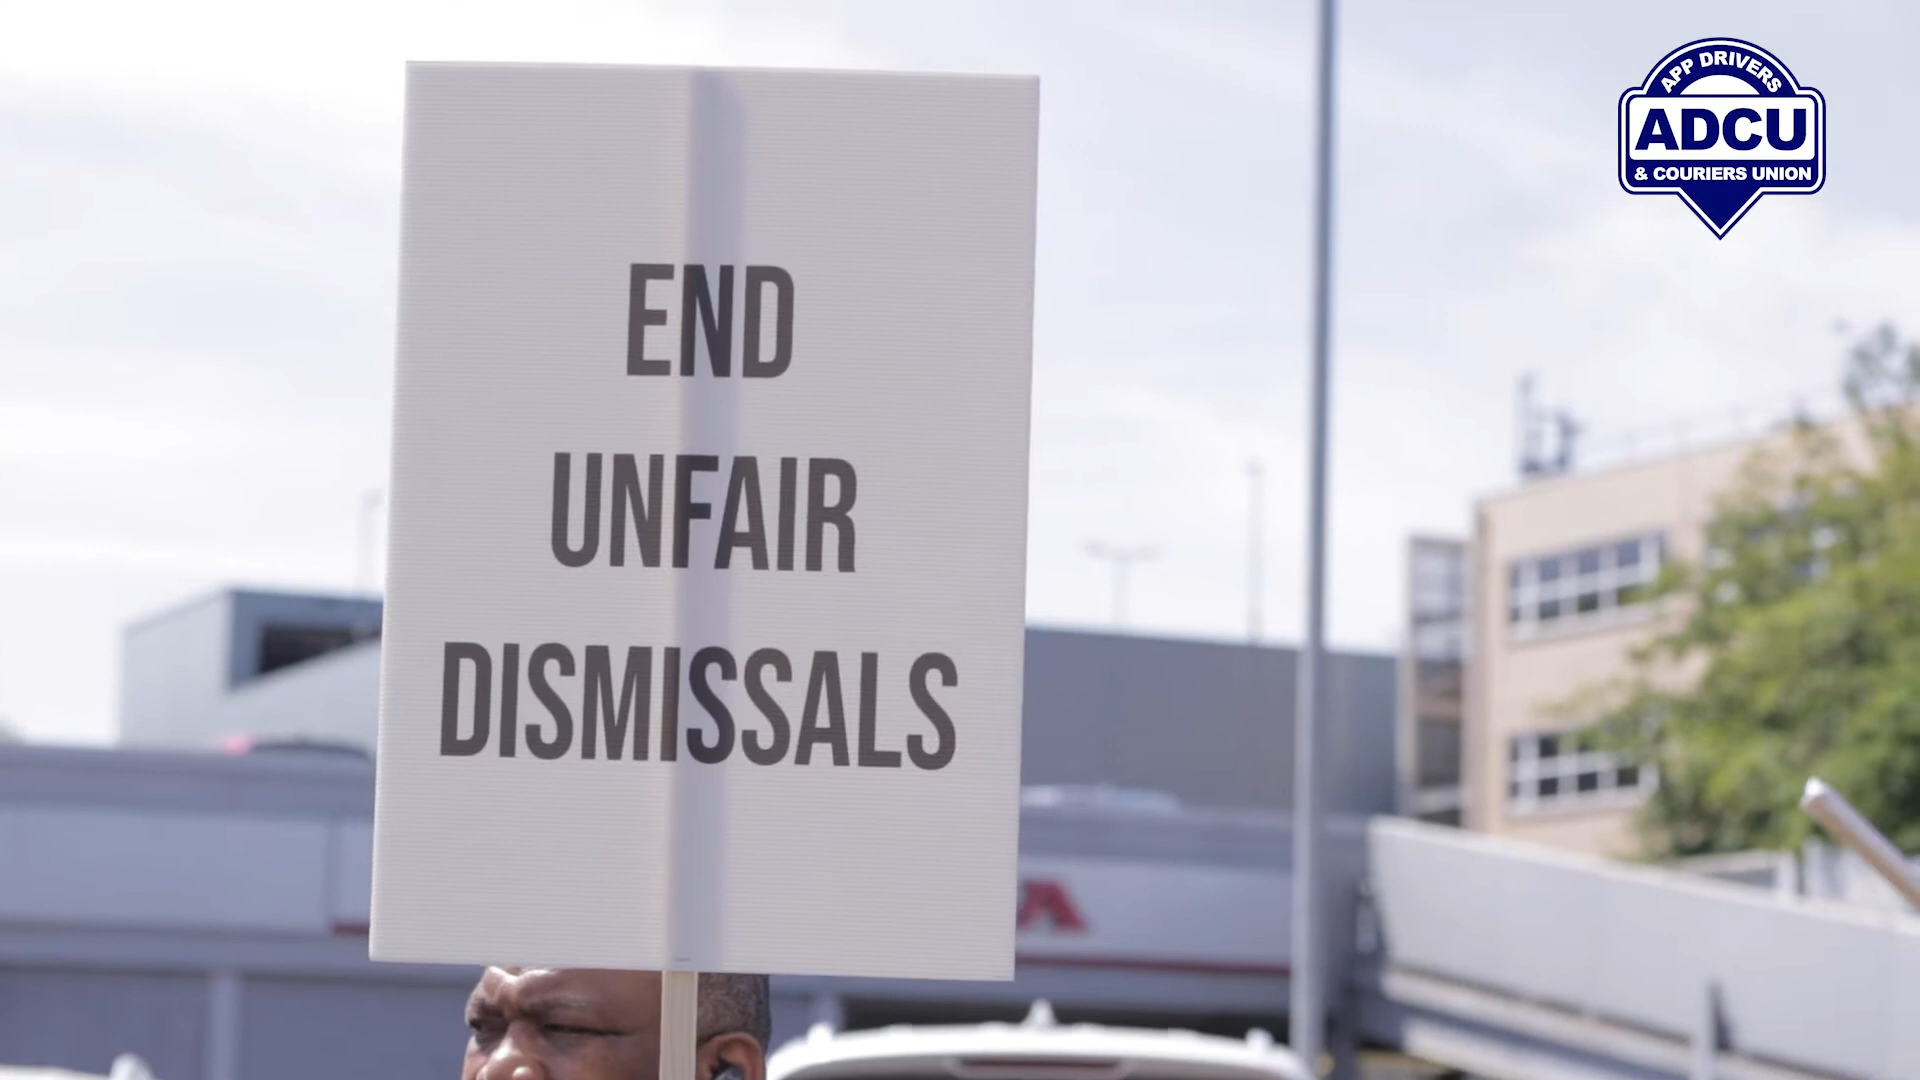 END
UNFAIR
DISMISSALS
APP DRIVERS
ADCU
& COURIERS UNION
A